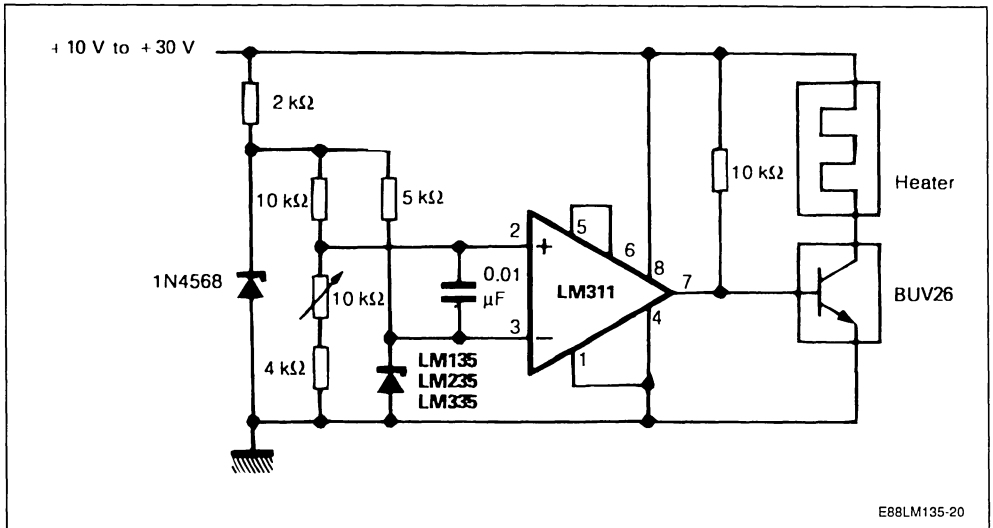 + 10 V to + 30 V
2 kΩ
10 kΩ
5 kΩ
10 kΩ
Heater
2
+
5
6
8
7
1N4568
10 kΩ
0.01
μF
LM311
BUV26
4
3
−
1
4 kΩ
LM135
LM235
LM335
E88LM135-20